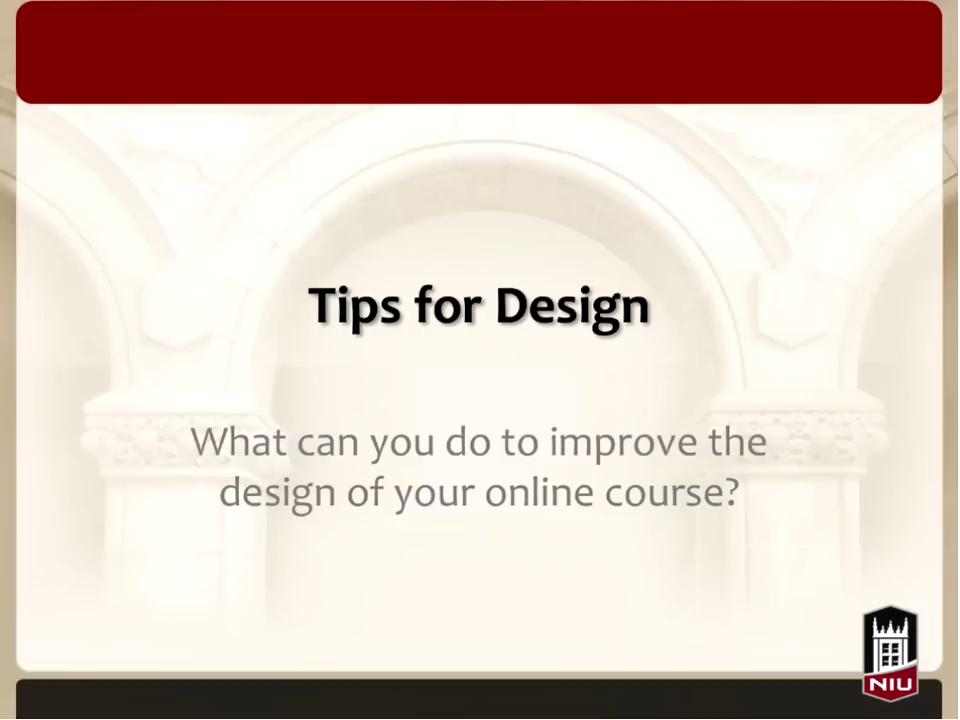 Tips for Design
What can you do to improve the
design of your online course?
NIU